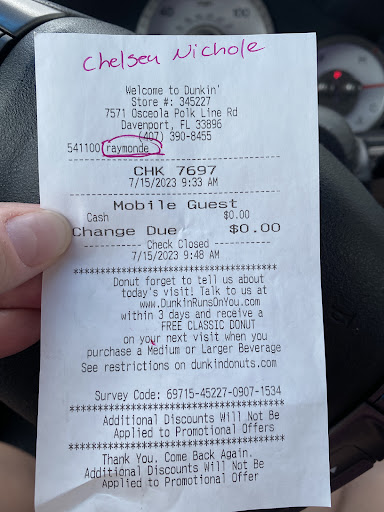 Chelsea Nichole
Welcome to Dunkin'
Store #: 345227
7571 Osceola Polk Line Rd
Davenport, FL 33896
(407) 390-8455
541100 raymonde
CHK 7697
7/15/2023 9:33 AM
Mobile Guest
Cash $0.00
Change Due $0.00
---------- Check Closed ----------
7/15/2023 9:48 AM
****************************************
Donut forget to tell us about
today's visit! Talk to us at
www.DunkinRunsOnYou.com
within 3 days and receive a
FREE CLASSIC DONUT
on your next visit when you
purchase a Medium or Larger Beverage
See restrictions on dunkindonuts.com
Survey Code: 69715-45227-0907-1534
****************************************
Additional Discounts Will Not Be
Applied to Promotional Offers
****************************************
Thank You. Come Back Again.
Additional Discounts Will Not Be
Applied to Promotional Offer